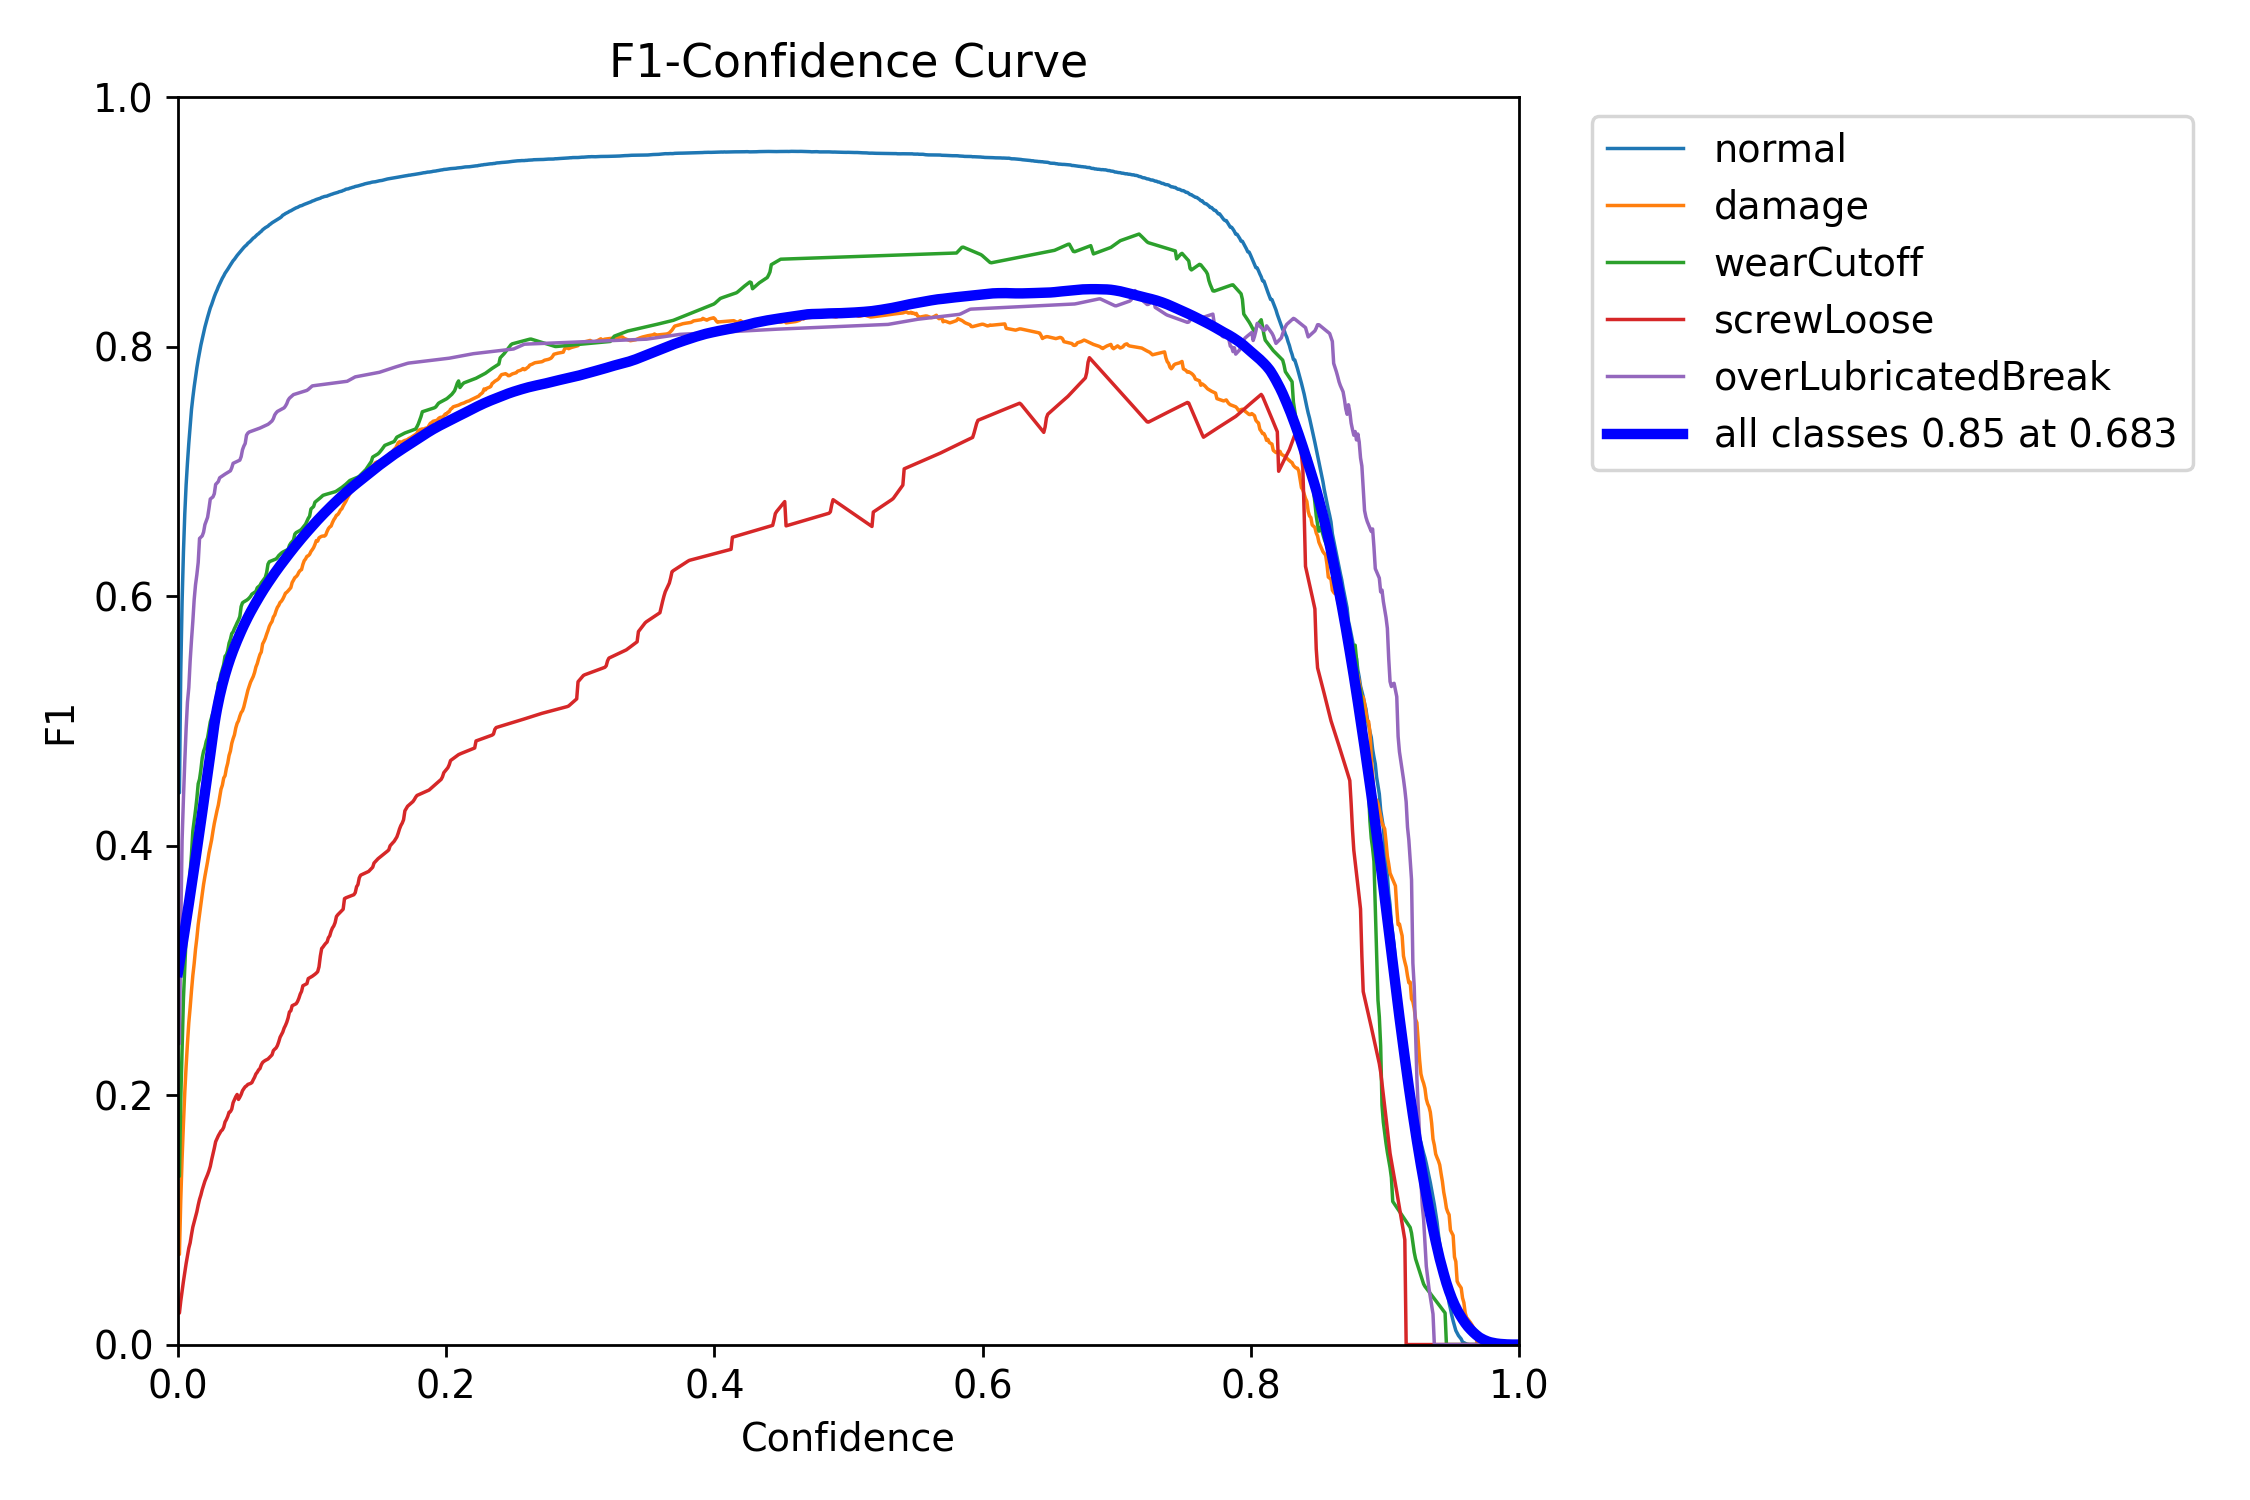 F1-Confidence Curve
1.0
0.8
0.6
0.4
0.2
0.0
F1
0.0 0.2 0.4 0.6 0.8 1.0
Confidence
normal
damage
wearCutoff
screwLoose
overLubricatedBreak
all classes 0.85 at 0.683